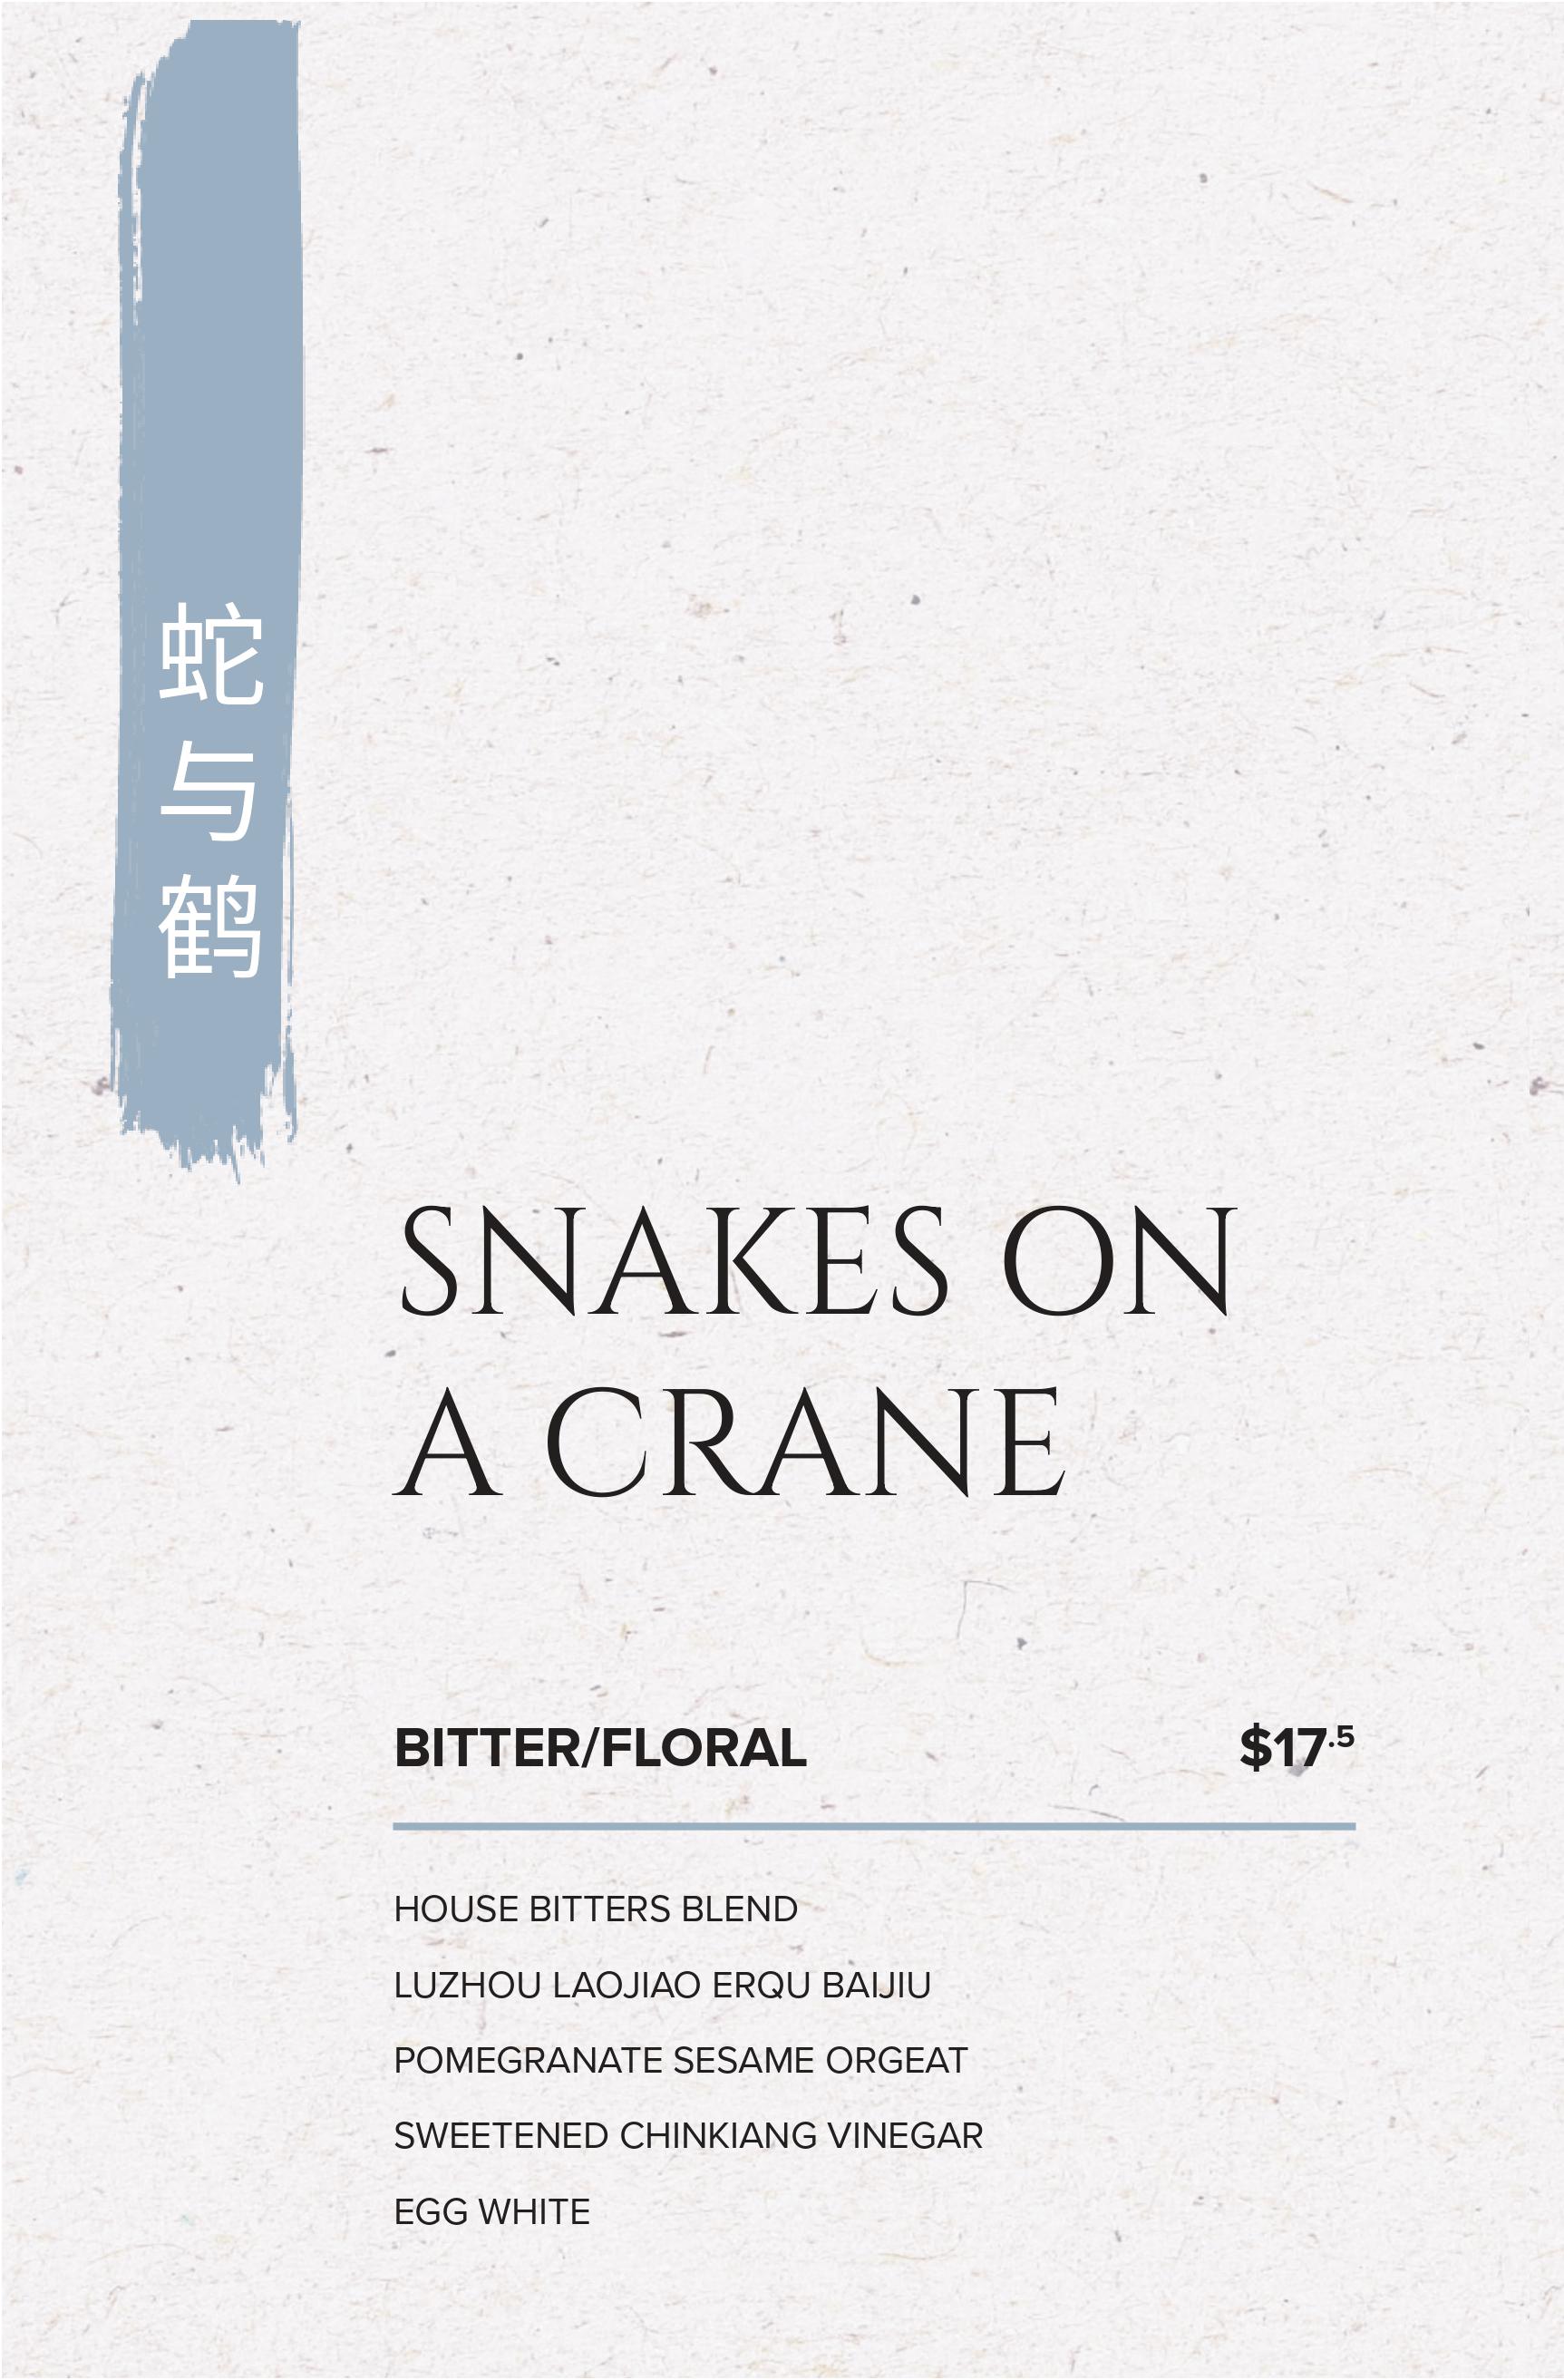 蛇与鹤
SNAKES ON
A CRANE
BITTER/FLORAL $17.5
HOUSE BITTERS BLEND
LUZHOU LAOJIAO ERQU BAIJIU
POMEGRANATE SESAME ORGEAT
SWEETENED CHINKIANG VINEGAR
EGG WHITE